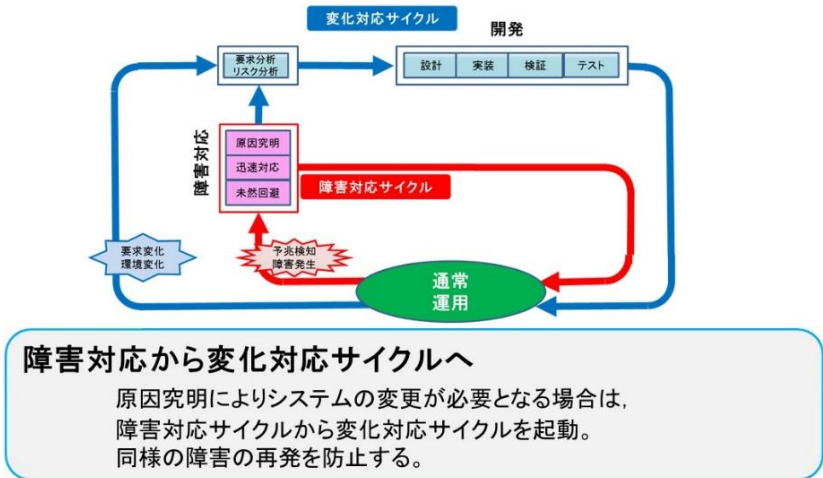 変化対応サイクル
開発
要求分析
リスク分析
設計
実装
検証
テスト
障害対応
原因究明
迅速対応
未然回避
障害対応サイクル
要求変化
環境変化
予兆検知
障害発生
通常
運用
障害対応から変化対応サイクルへ
原因究明によりシステムの変更が必要となる場合は,
障害対応サイクルから変化対応サイクルを起動。
同様の障害の再発を防止する。